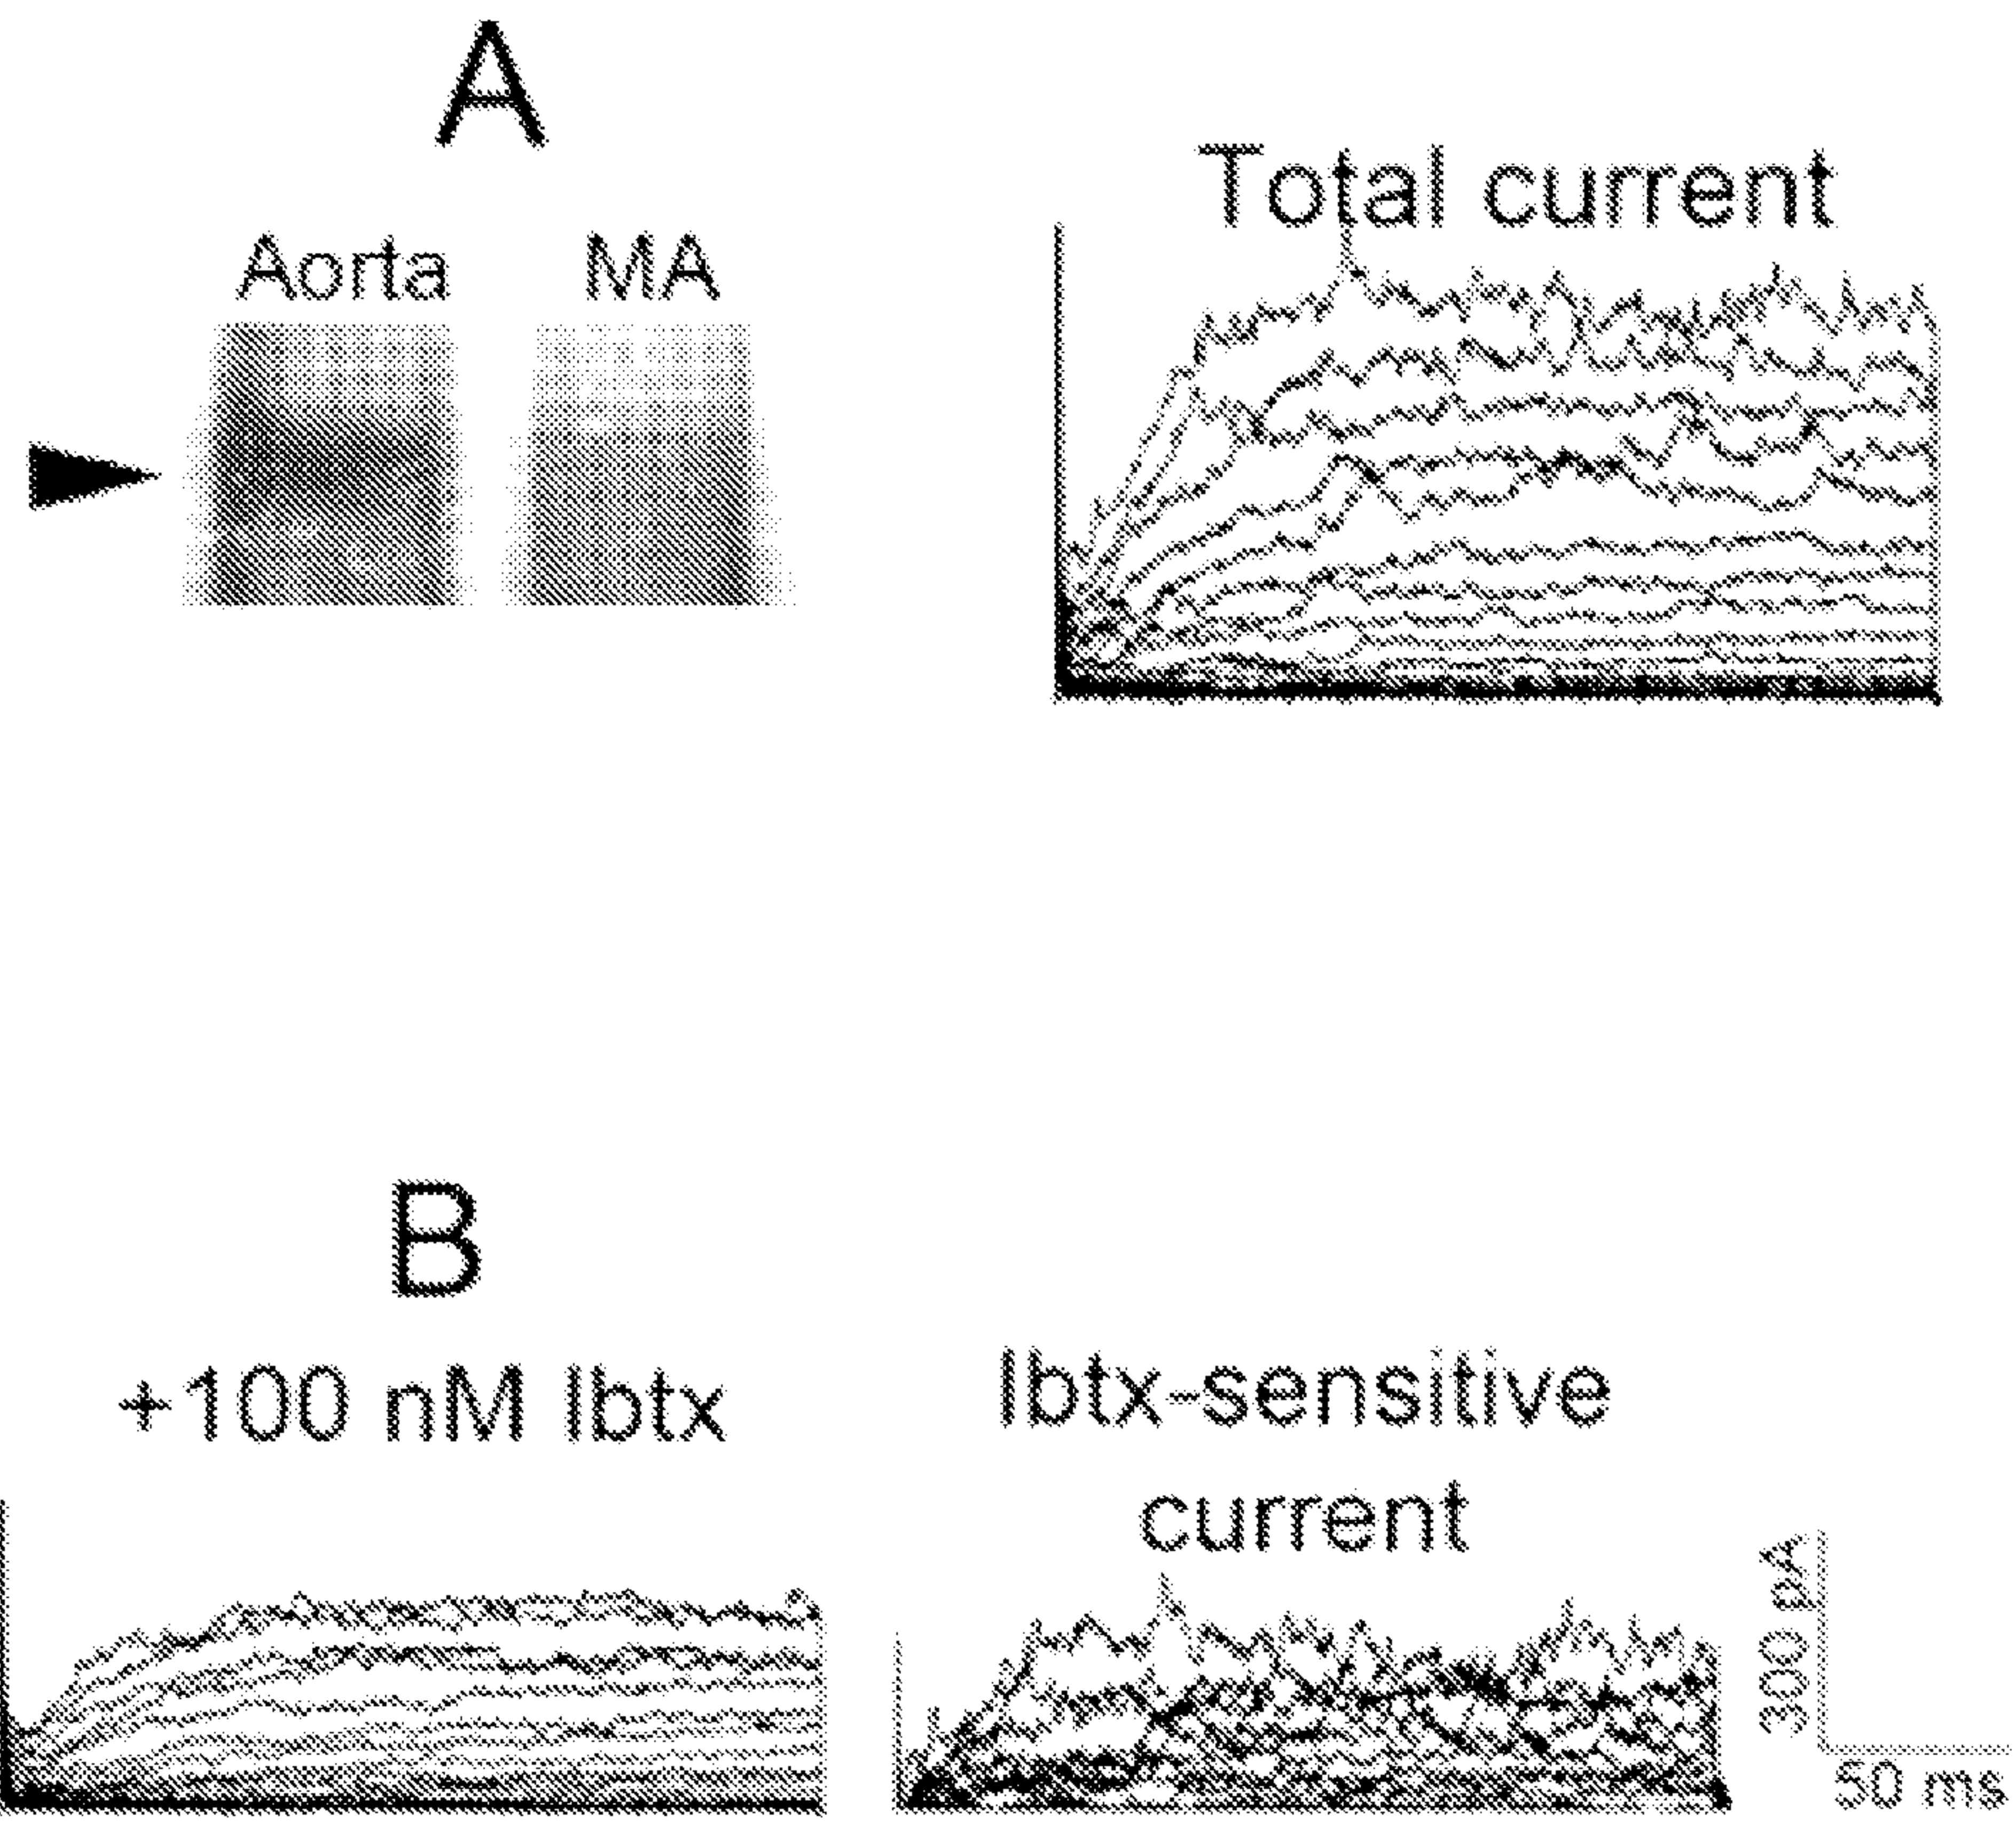 A
Aorta MA
Total current
B
+100 nM Ibtx
Ibtx-sensitive
current
300 pA
50 ms